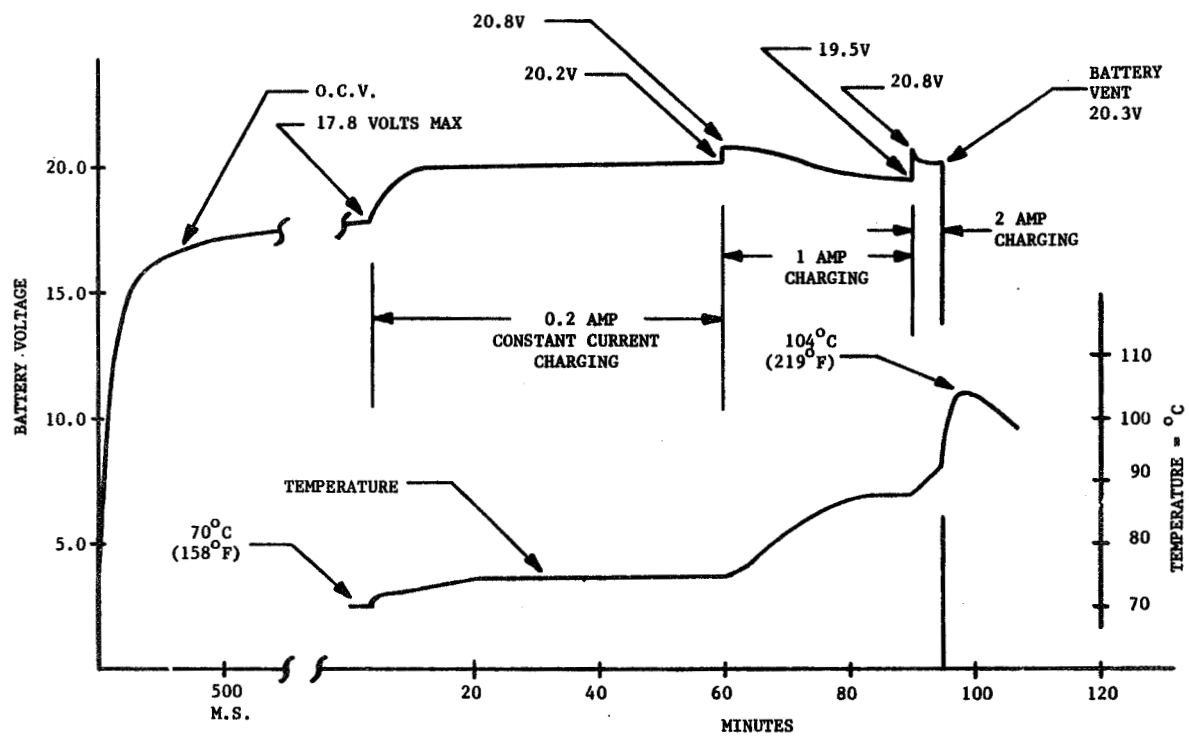 20.8V
19.5V
20.2V
20.8V
BATTERY
VENT
20.3V
O.C.V.
17.8 VOLTS MAX
20.0
15.0
10.0
5.0
BATTERY VOLTAGE
2 AMP
CHARGING
1 AMP
CHARGING
0.2 AMP
CONSTANT CURRENT
CHARGING
104°C
(219°F)
TEMPERATURE
70°C
(158°F)
110
100
90
80
70
TEMPERATURE = °C
500
M.S.
20
40
60
80
100
120
MINUTES